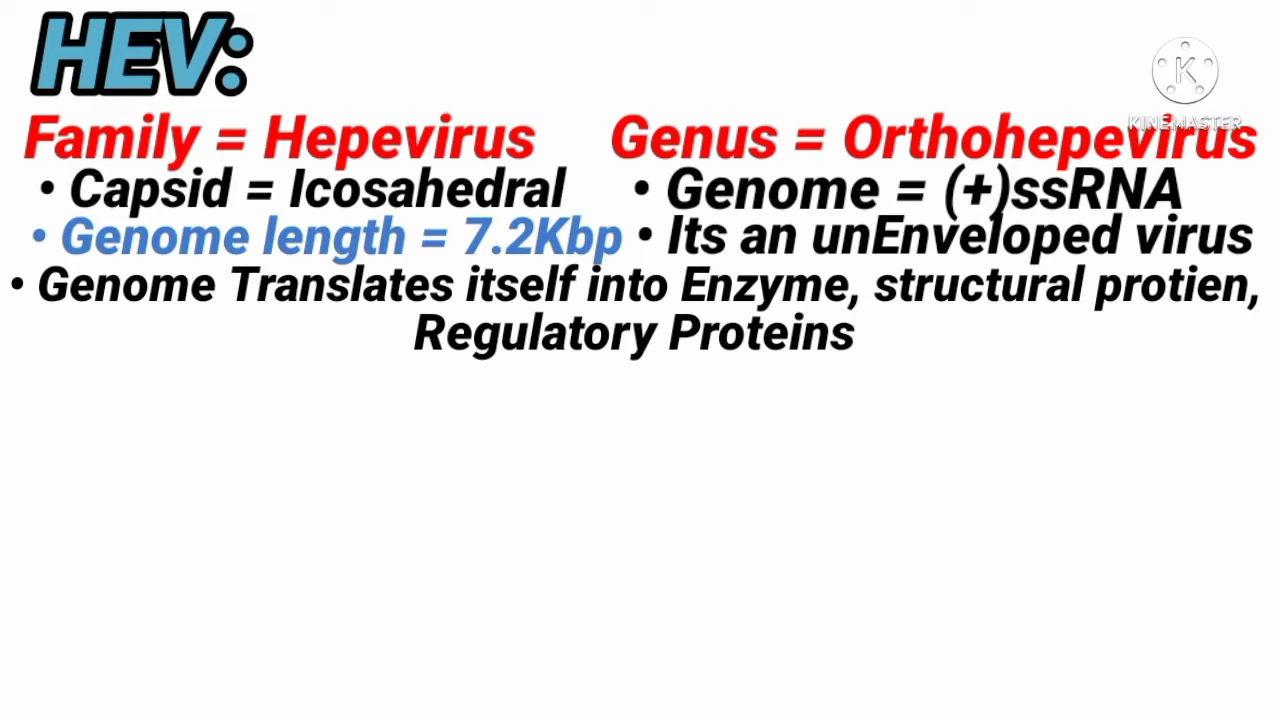 HEV:
KINEMASTER
Family = Hepevirus Genus = Orthohepevirus
• Capsid = Icosahedral • Genome = (+)ssRNA
• Genome length = 7.2Kbp • Its an unEnveloped virus
• Genome Translates itself into Enzyme, structural protien,
Regulatory Proteins